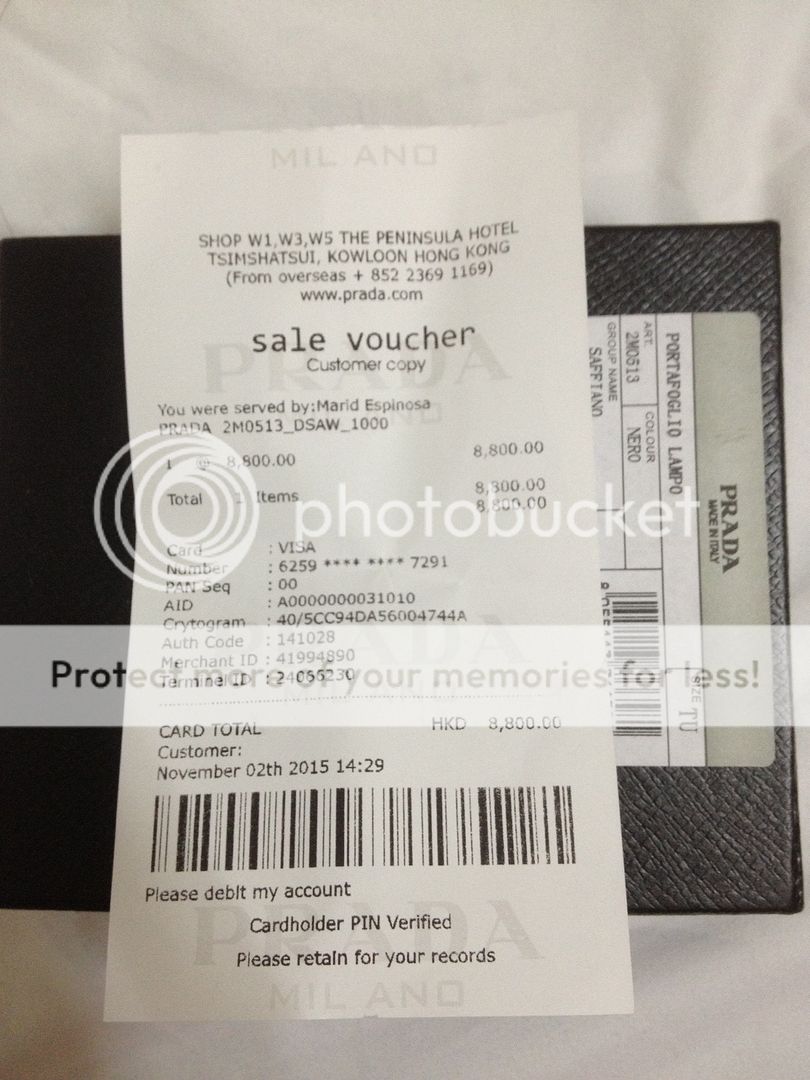 MILANO
SHOP W1,W3,W5 THE PENINSULA HOTEL
TSIMSHATSUI, KOWLOON HONG KONG
(From overseas + 852 2369 1169)
www.prada.com
sale voucher
Customer copy
PRADA
You were served by:Marid Espinosa
PRADA 2M0513_DSAW_1000
1 @ 8,800.00 8,800.00
8,800.00
Total 1 Items 8,800.00
Card : VISA
Number : 6259 **** **** 7291
PAN Seq : 00
AID : A0000000031010
Crytogram : 40/5CC94DA56004744A
Auth Code : 141028
Merchant ID : 41994890
Terminal ID : 24066230
CARD TOTAL HKD 8,800.00
Customer:
November 02th 2015 14:29
Please debit my account
Cardholder PIN Verified
Please retain for your records
PRADA
MILANO
PRADA
MADE IN ITALY
PORTAFOGLIO LAMPO
ART. 2M0513
COLOUR NERO
GROUP NAME
SAFFIANO
SIZE TU
photobucket
Protect more of your memories for less!